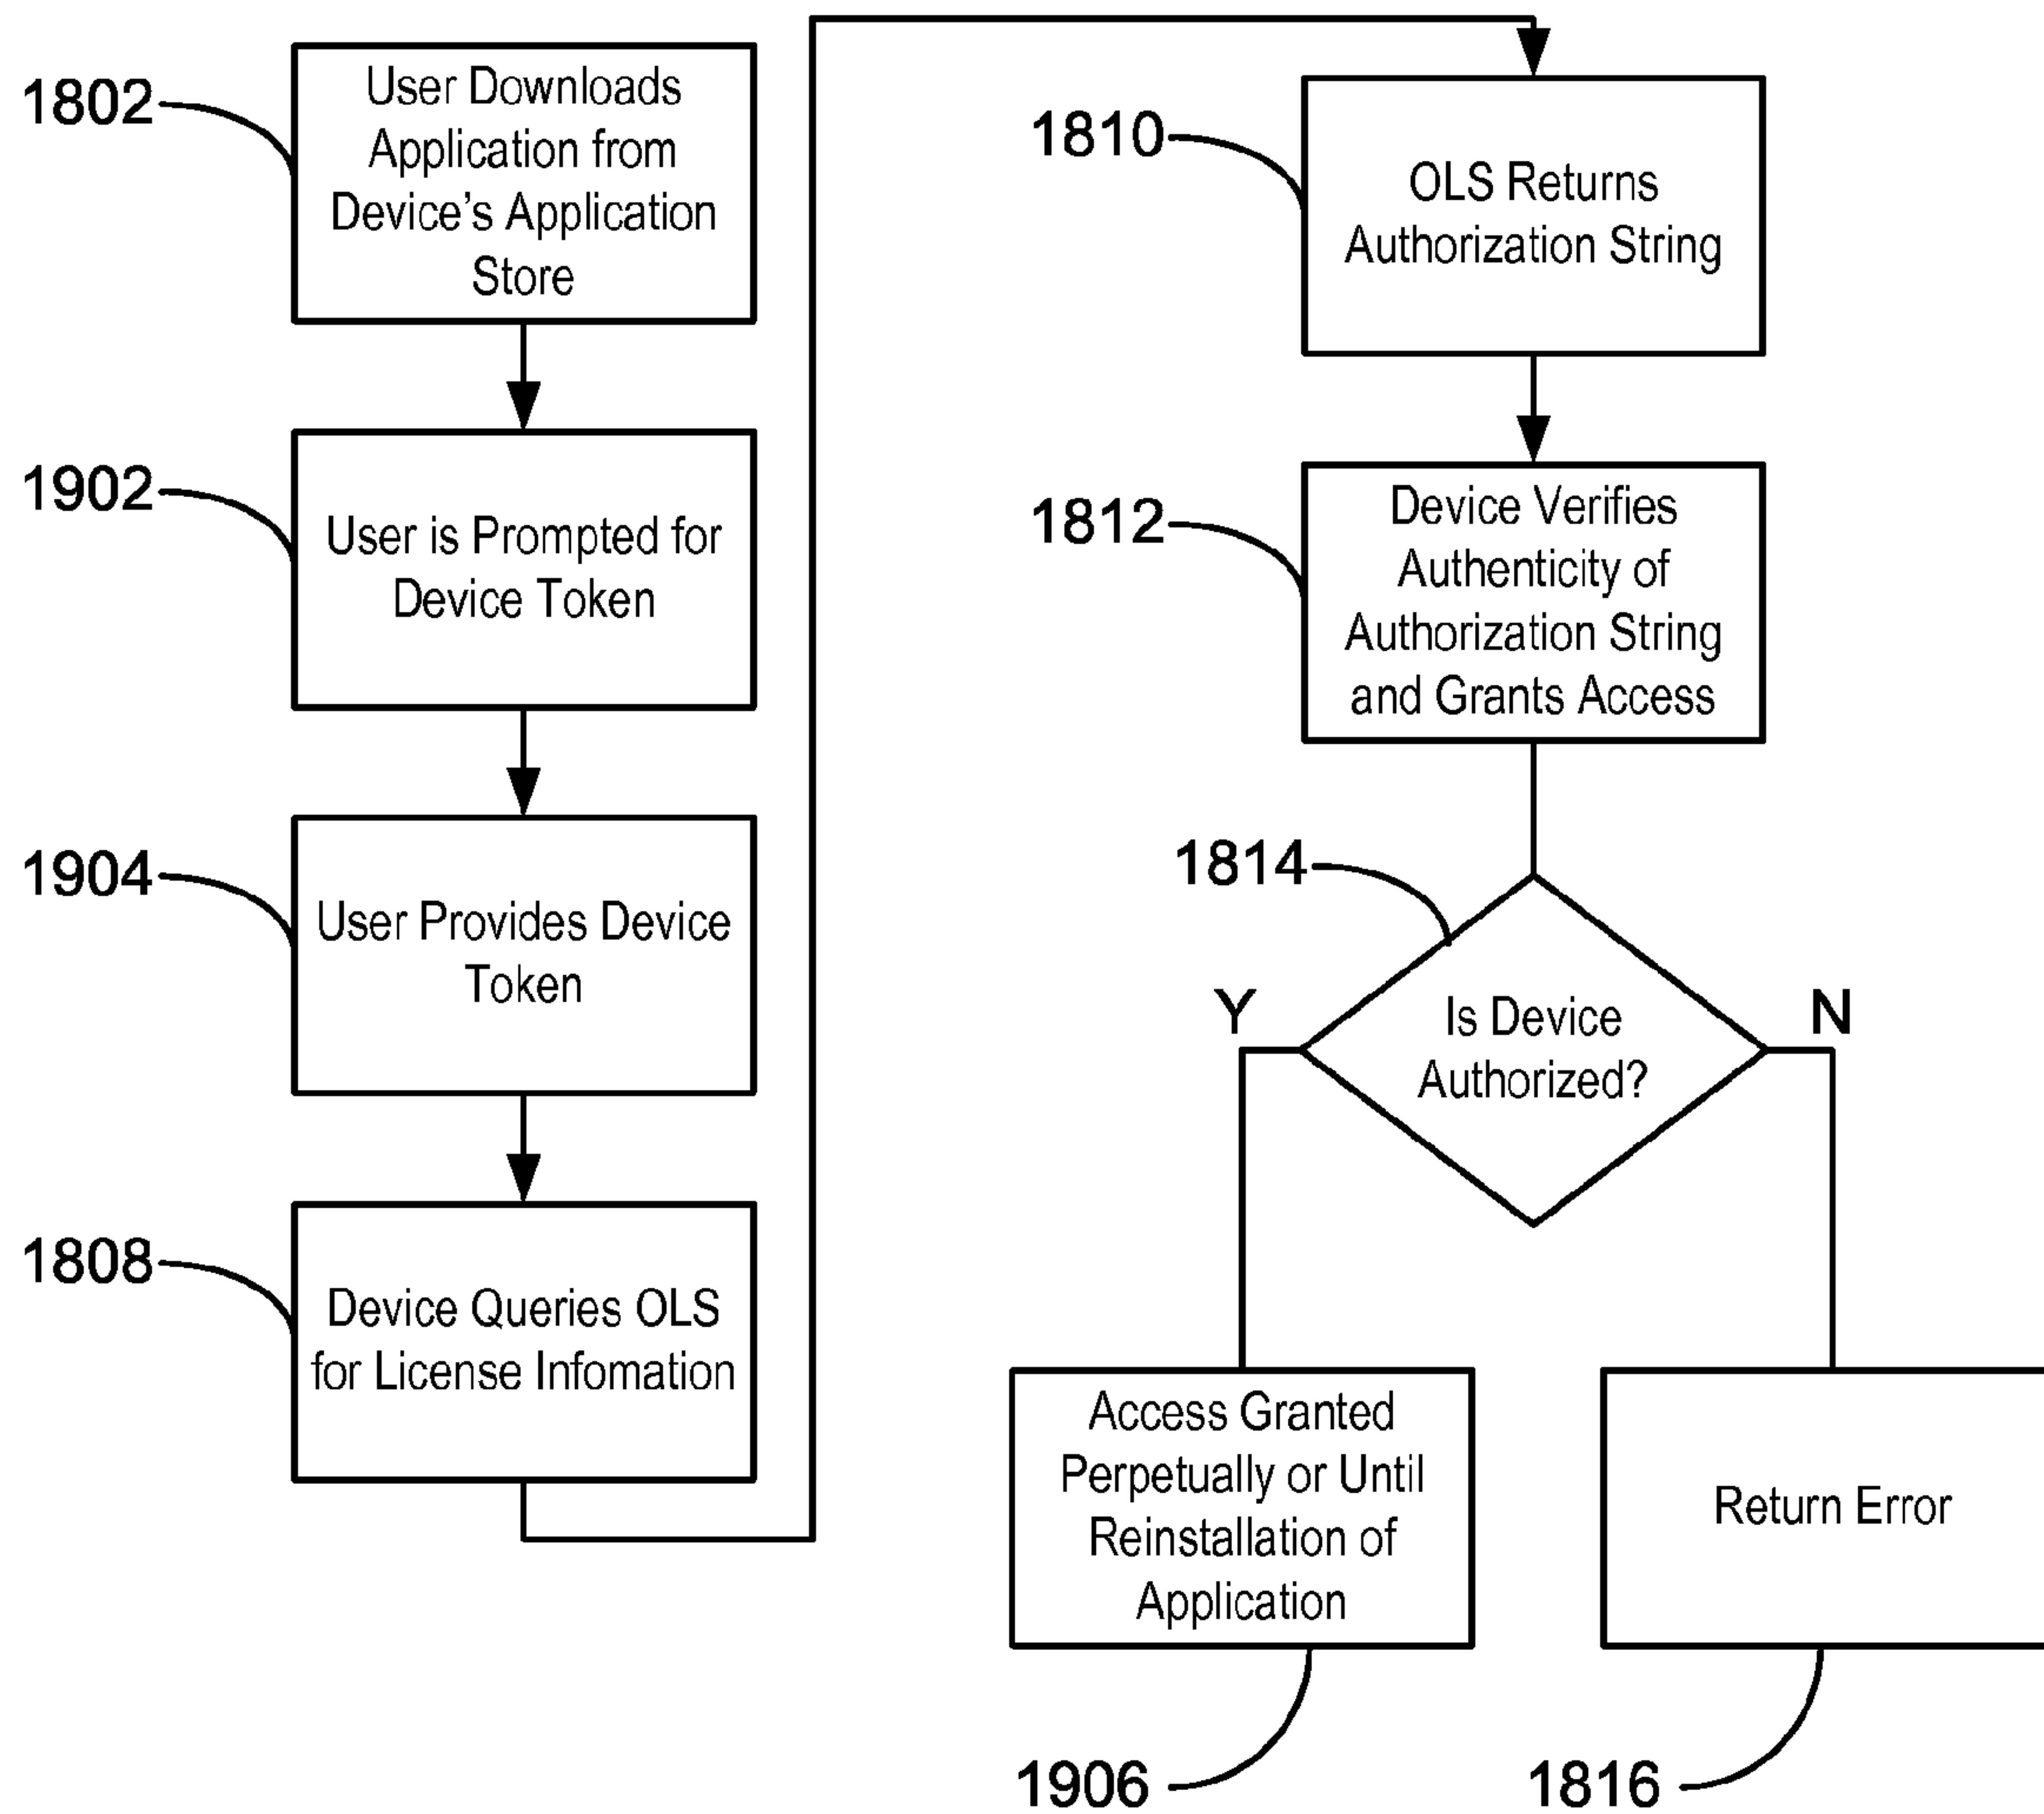 1802
User Downloads
Application from
Device's Application
Store
1902
User is Prompted for
Device Token
1904
User Provides Device
Token
1808
Device Queries OLS
for License Infomation
1810
OLS Returns
Authorization String
1812
Device Verifies
Authenticity of
Authorization String
and Grants Access
1814
Is Device
Authorized?
Y
N
Access Granted
Perpetually or Until
Reinstallation of
Application
1906
Return Error
1816